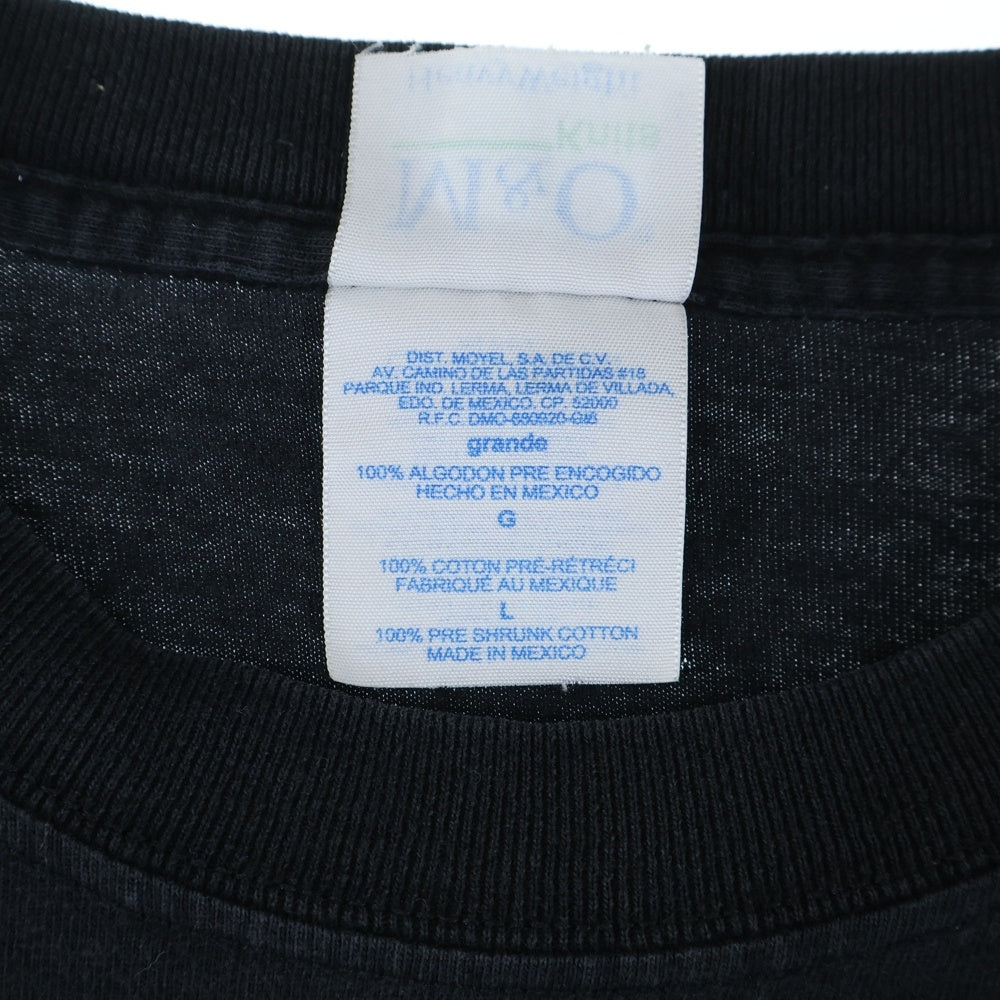 M&O
Knits
HeavyWeight
DIST. MOYEL, S.A. DE C.V.
AV. CAMINO DE LAS PARTIDAS #18
PARQUE IND. LERMA, LERMA DE VILLADA,
EDO. DE MEXICO. CP. 52000
R.F.C.
grande
100% ALGODON PRE ENCOGIDO
HECHO EN MEXICO
G
100% COTON PRÉ-RÉTRÉCI
FABRIQUÉ AU MEXIQUE
L
100% PRE SHRUNK COTTON
MADE IN MEXICO